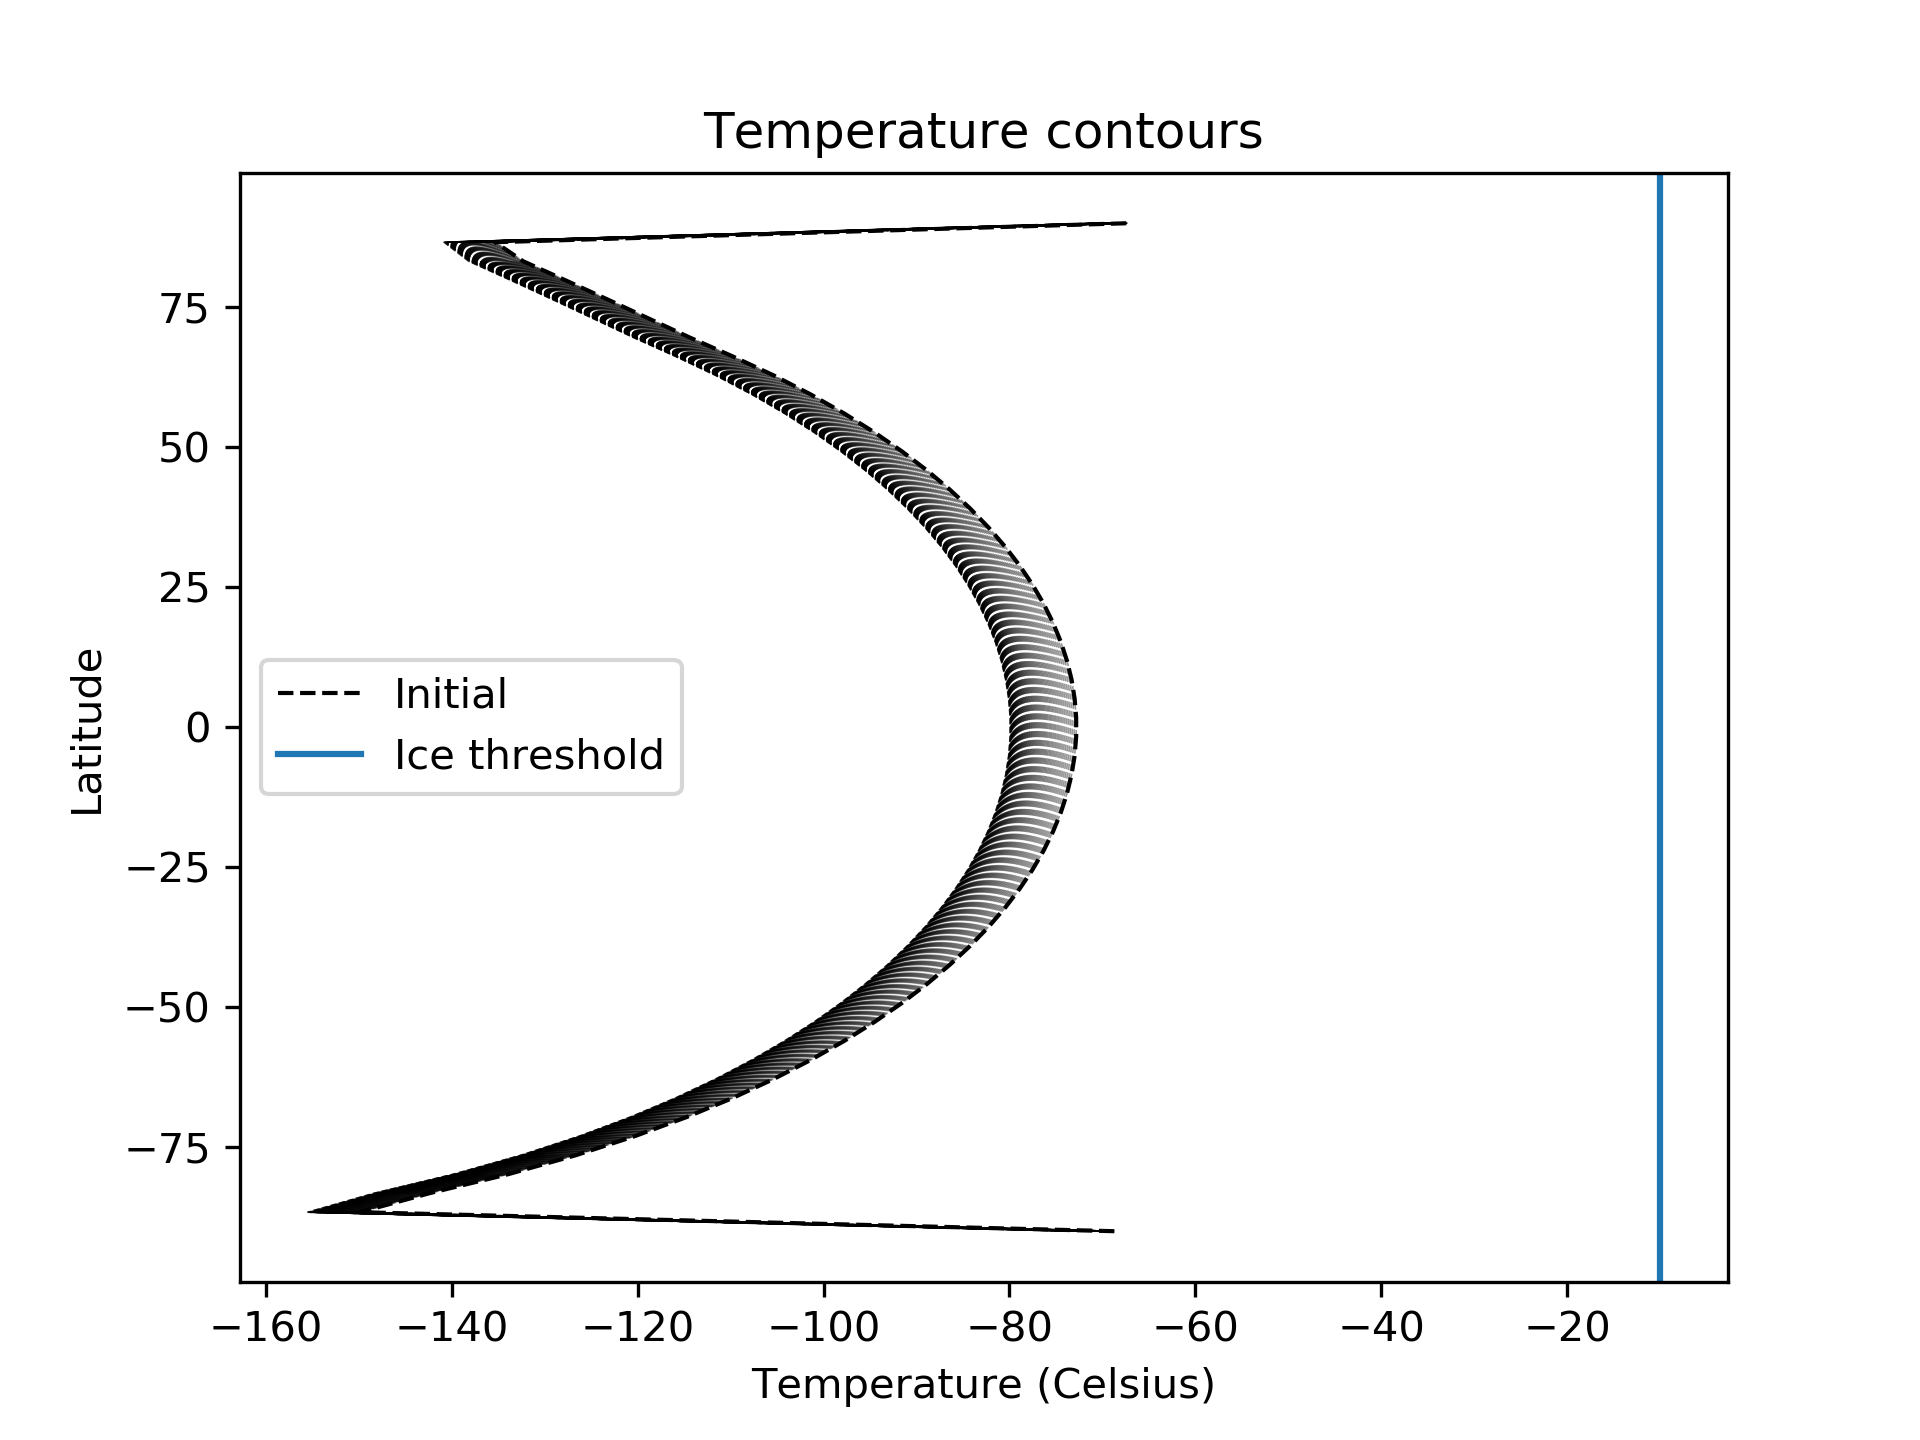 Temperature contours
75
50
25
0
−25
−50
−75
Latitude
Initial
Ice threshold
−160 −140 −120 −100 −80 −60 −40 −20
Temperature (Celsius)